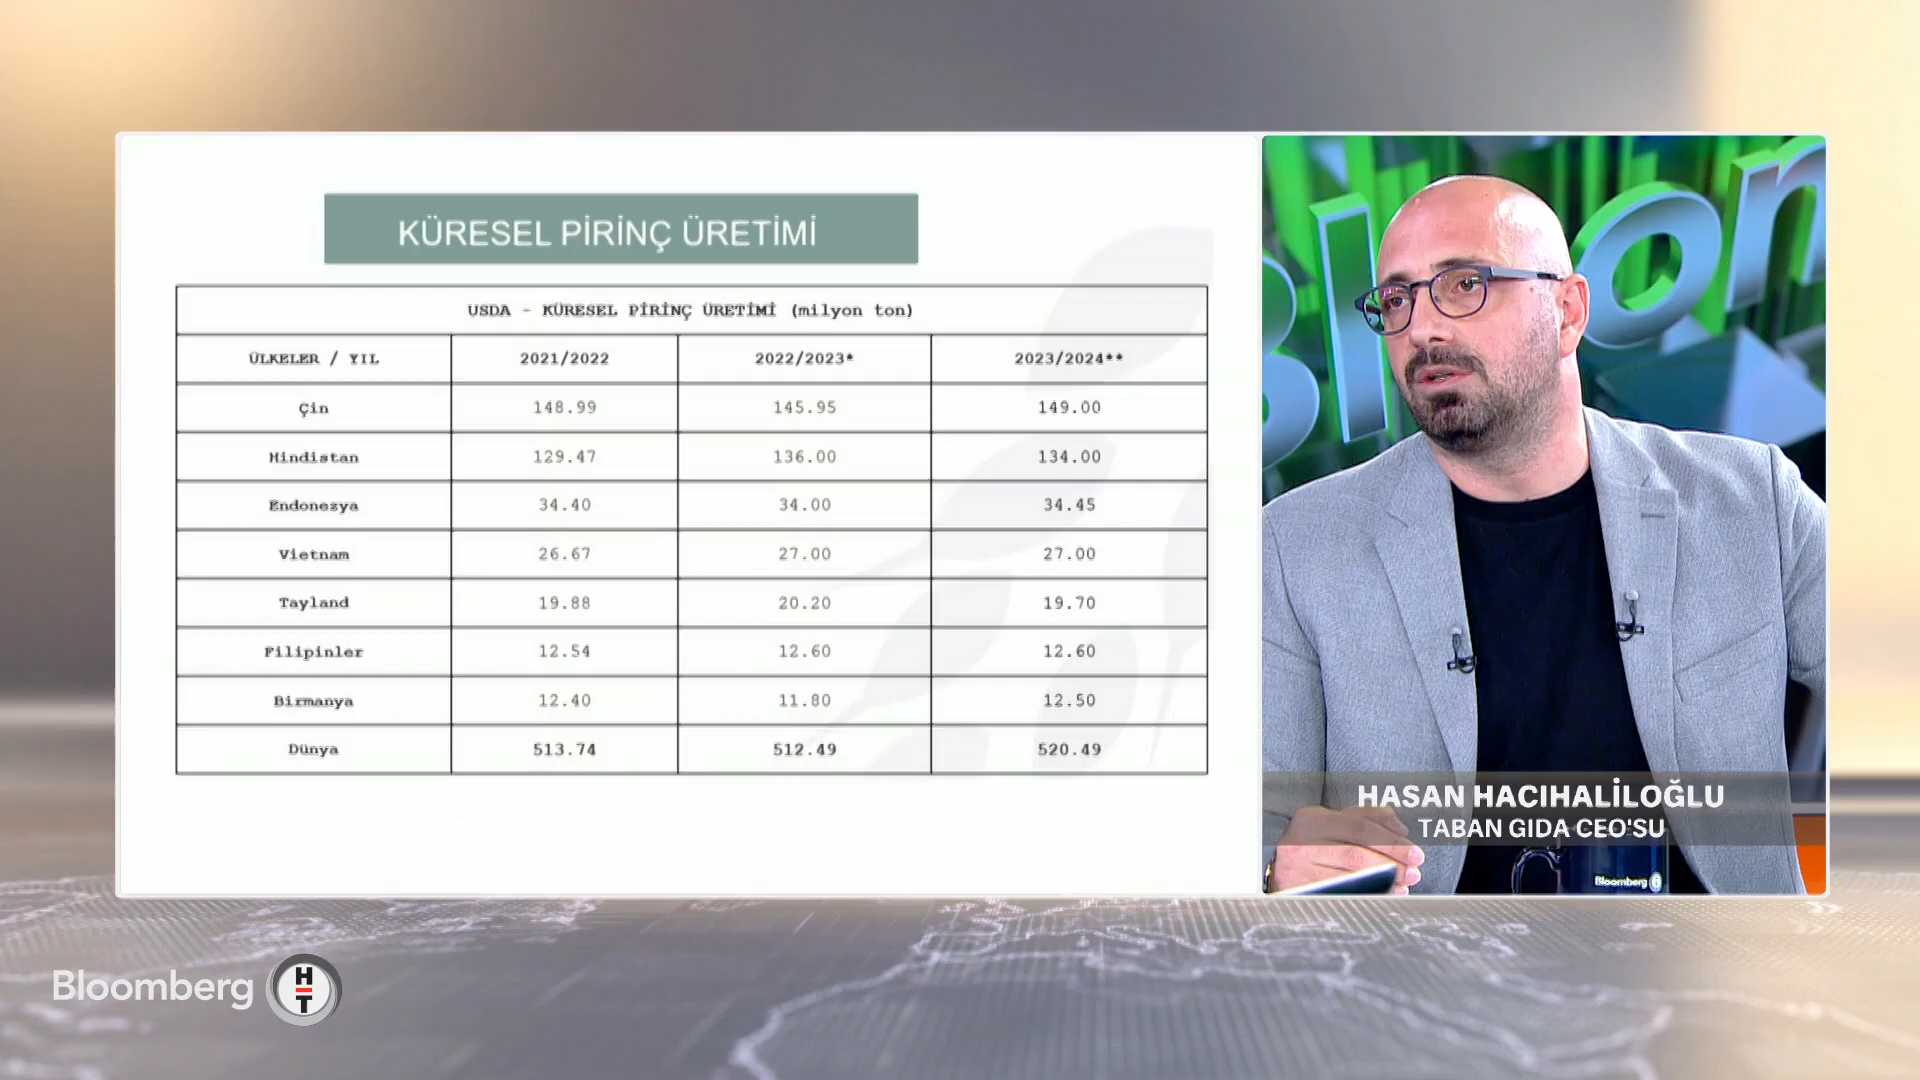 KÜRESEL PİRİNÇ ÜRETİMİ
USDA - KÜRESEL PİRİNÇ ÜRETİMİ (milyon ton)
ÜLKELER / YIL 2021/2022 2022/2023* 2023/2024**
Çin 148.99 145.95 149.00
Hindistan 129.47 136.00 134.00
Endonezya 34.40 34.00 34.45
Vietnam 26.67 27.00 27.00
Tayland 19.88 20.20 19.70
Filipinler 12.54 12.60 12.60
Birmanya 12.40 11.80 12.50
Dünya 513.74 512.49 520.49
Bloom
HASAN HACIHALİLOĞLU
TABAN GIDA CEO'SU
Bloomberg
Bloomberg HT